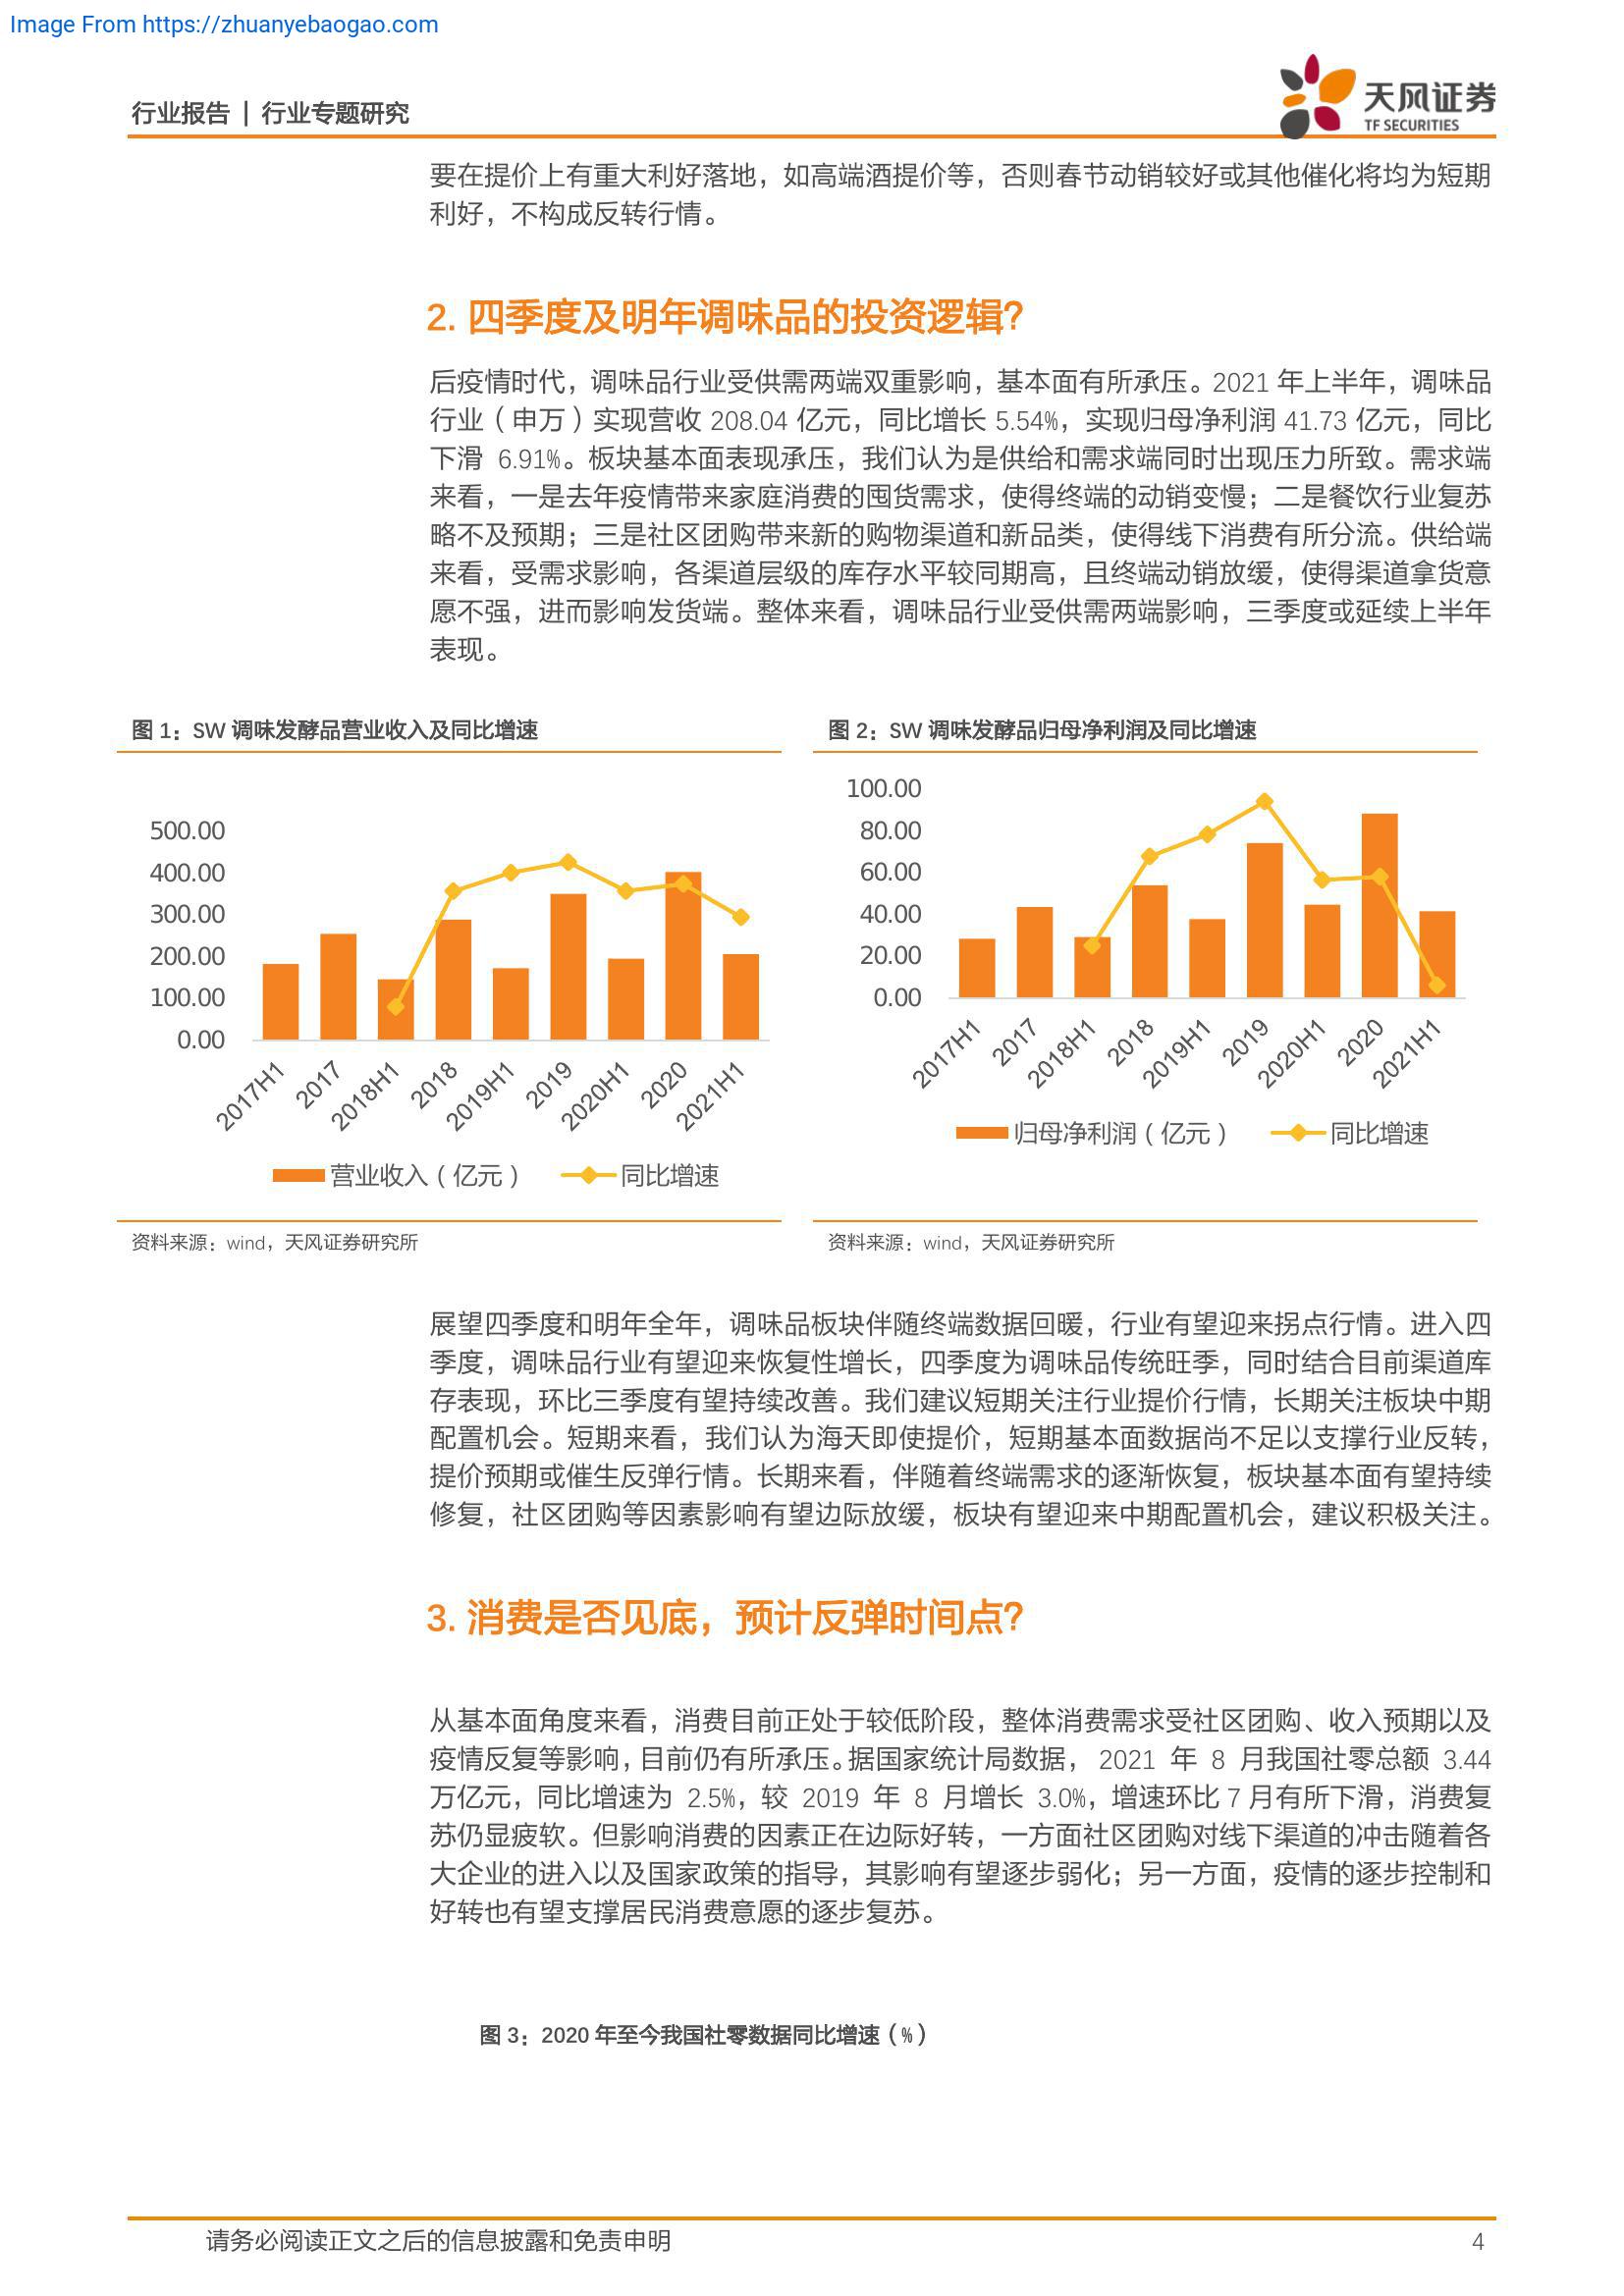 Image From https://zhuanyebaogao.com
行业报告 | 行业专题研究
天风证券
TF SECURITIES
要在提价上有重大利好落地，如高端酒提价等，否则春节动销较好或其他催化将均为短期
利好，不构成反转行情。
2. 四季度及明年调味品的投资逻辑?
后疫情时代，调味品行业受供需两端双重影响，基本面有所承压。2021 年上半年，调味品
行业（申万）实现营收 208.04 亿元，同比增长 5.54%，实现归母净利润 41.73 亿元，同比
下滑 6.91%。板块基本面表现承压，我们认为是供给和需求端同时出现压力所致。需求端
来看，一是去年疫情带来家庭消费的囤货需求，使得终端的动销变慢；二是餐饮行业复苏
略不及预期；三是社区团购带来新的购物渠道和新品类，使得线下消费有所分流。供给端
来看，受需求影响，各渠道层级的库存水平较同期高，且终端动销放缓，使得渠道拿货意
愿不强，进而影响发货端。整体来看，调味品行业受供需两端影响，三季度或延续上半年
表现。
图 1：SW 调味发酵品营业收入及同比增速
500.00
400.00
300.00
200.00
100.00
0.00
2017H1 2017 2018H1 2018 2019H1 2019 2020H1 2020 2021H1
营业收入（亿元） 同比增速
资料来源：wind，天风证券研究所
图 2：SW 调味发酵品归母净利润及同比增速
100.00
80.00
60.00
40.00
20.00
0.00
2017H1 2017 2018H1 2018 2019H1 2019 2020H1 2020 2021H1
归母净利润（亿元） 同比增速
资料来源：wind，天风证券研究所
展望四季度和明年全年，调味品板块伴随终端数据回暖，行业有望迎来拐点行情。进入四
季度，调味品行业有望迎来恢复性增长，四季度为调味品传统旺季，同时结合目前渠道库
存表现，环比三季度有望持续改善。我们建议短期关注行业提价行情，长期关注板块中期
配置机会。短期来看，我们认为海天即使提价，短期基本面数据尚不足以支撑行业反转，
提价预期或催生反弹行情。长期来看，伴随着终端需求的逐渐恢复，板块基本面有望持续
修复，社区团购等因素影响有望边际放缓，板块有望迎来中期配置机会，建议积极关注。
3. 消费是否见底，预计反弹时间点?
从基本面角度来看，消费目前正处于较低阶段，整体消费需求受社区团购、收入预期以及
疫情反复等影响，目前仍有所承压。据国家统计局数据， 2021 年 8 月我国社零总额 3.44
万亿元，同比增速为 2.5%，较 2019 年 8 月增长 3.0%，增速环比 7 月有所下滑，消费复
苏仍显疲软。但影响消费的因素正在边际好转，一方面社区团购对线下渠道的冲击随着各
大企业的进入以及国家政策的指导，其影响有望逐步弱化；另一方面，疫情的逐步控制和
好转也有望支撑居民消费意愿的逐步复苏。
图 3：2020 年至今我国社零数据同比增速（%）
请务必阅读正文之后的信息披露和免责申明
4